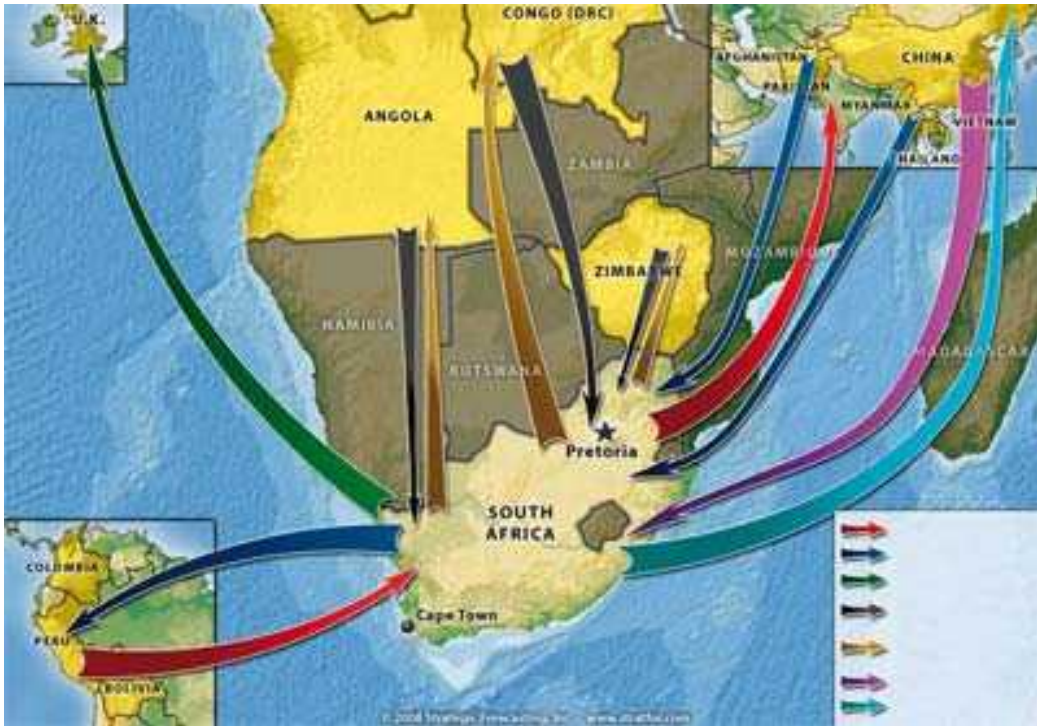 U.K.
CONGO (DRC)
AFGHANISTAN
CHINA
PAKISTAN
MYANMAR
VIETNAM
THAILAND
ANGOLA
ZAMBIA
ZIMBABWE
MOZAMBIQUE
NAMIBIA
BOTSWANA
MADAGASCAR
Pretoria
SOUTH
AFRICA
COLOMBIA
PERU
BOLIVIA
Cape Town
© 2008 Strategic Forecasting, Inc. www.stratfor.com